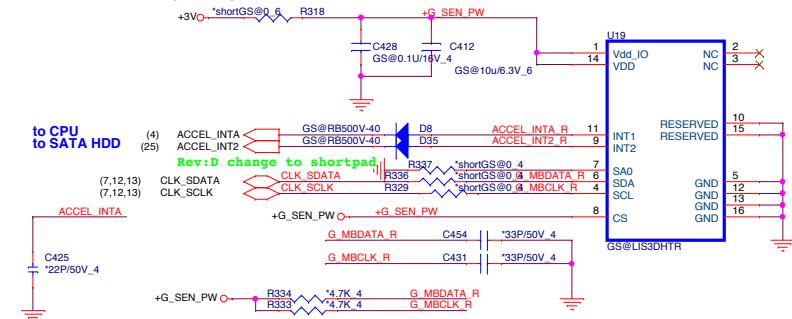 +3V
*shortGS@0_6
R318
+G_SEN_PW
C428
GS@0.1U/16V_4
C412
GS@10u/6.3V_6
U19
1
Vdd_IO
14
VDD
NC
2
NC
3
RESERVED
10
RESERVED
15
to CPU
to SATA HDD
(4)
ACCEL_INTA
GS@RB500V-40
D8
ACCEL_INTA_R
11
INT1
(25)
ACCEL_INT2
GS@RB500V-40
D35
ACCEL_INT2_R
9
INT2
Rev:D change to shortpad
R337
*shortGS@0_4
7
SA0
(7,12,13)
CLK_SDATA
CLK_SDATA
R336
*shortGS@0_4
G_MBDATA_R
6
SDA
GND
5
(7,12,13)
CLK_SCLK
CLK_SCLK
R329
*shortGS@0_4
G_MBCLK_R
4
SCL
GND
12
GND
13
GND
16
ACCEL_INTA
+G_SEN_PW
+G_SEN_PW
8
CS
G_MBDATA_R
C454
*33P/50V_4
GS@LIS3DHTR
C425
*22P/50V_4
G_MBCLK_R
C431
*33P/50V_4
+G_SEN_PW
R334
*4.7K_4
G_MBDATA_R
R333
*4.7K_4
G_MBCLK_R